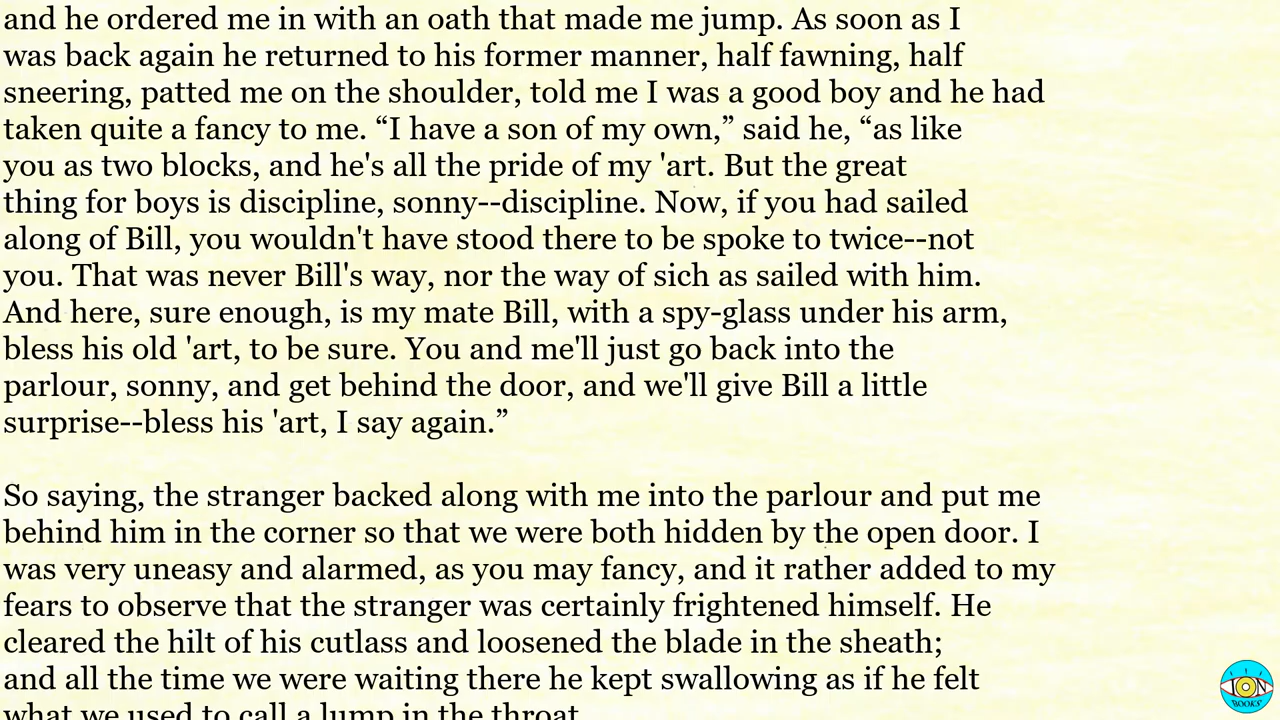 and he ordered me in with an oath that made me jump. As soon as I
was back again he returned to his former manner, half fawning, half
sneering, patted me on the shoulder, told me I was a good boy and he had
taken quite a fancy to me. “I have a son of my own,” said he, “as like
you as two blocks, and he's all the pride of my 'art. But the great
thing for boys is discipline, sonny--discipline. Now, if you had sailed
along of Bill, you wouldn't have stood there to be spoke to twice--not
you. That was never Bill's way, nor the way of sich as sailed with him.
And here, sure enough, is my mate Bill, with a spy-glass under his arm,
bless his old 'art, to be sure. You and me'll just go back into the
parlour, sonny, and get behind the door, and we'll give Bill a little
surprise--bless his 'art, I say again.”

So saying, the stranger backed along with me into the parlour and put me
behind him in the corner so that we were both hidden by the open door. I
was very uneasy and alarmed, as you may fancy, and it rather added to my
fears to observe that the stranger was certainly frightened himself. He
cleared the hilt of his cutlass and loosened the blade in the sheath;
and all the time we were waiting there he kept swallowing as if he felt
what we used to call a lump in the throat
ION
BOOKS